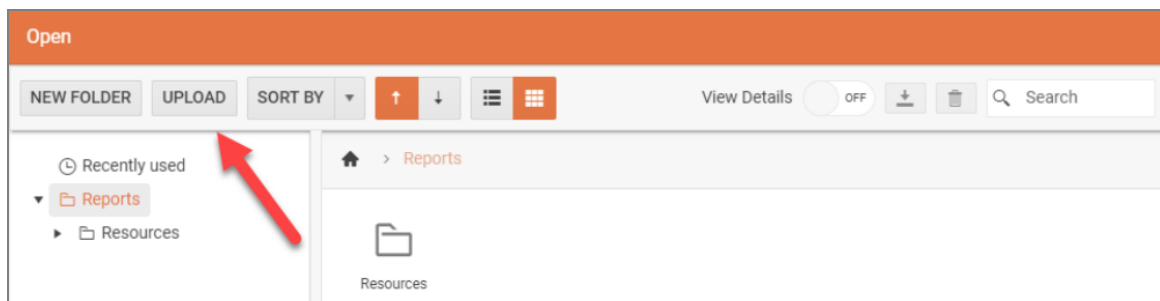 Open
NEW FOLDER UPLOAD SORT BY View Details OFF Search
Recently used
Reports
Resources
> Reports
Resources